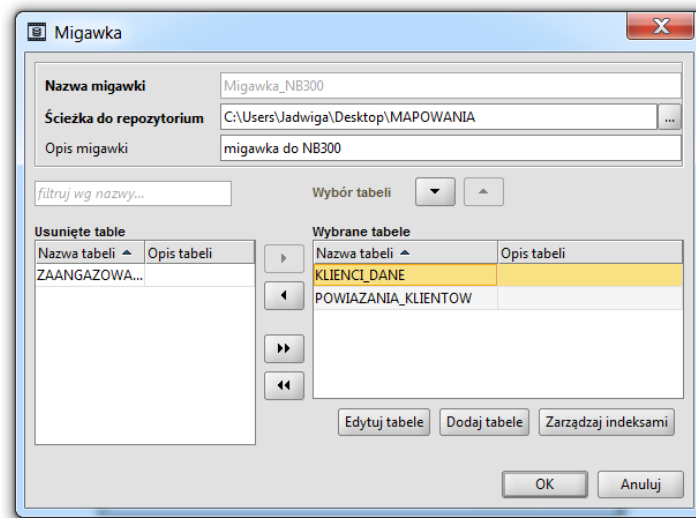 Migawka
Nazwa migawki Migawka_NB300
Ścieżka do repozytorium C:\Users\Jadwiga\Desktop\MAPOWANIA ...
Opis migawki migawka do NB300
filtruj wg nazwy... Wybór tabeli
Usunięte table Wybrane tabele
Nazwa tabeli Opis tabeli Nazwa tabeli Opis tabeli
ZAANGAZOWA... KLIENCI_DANE
POWIAZANIA_KLIENTOW
Edytuj tabele Dodaj tabele Zarządzaj indeksami
OK Anuluj